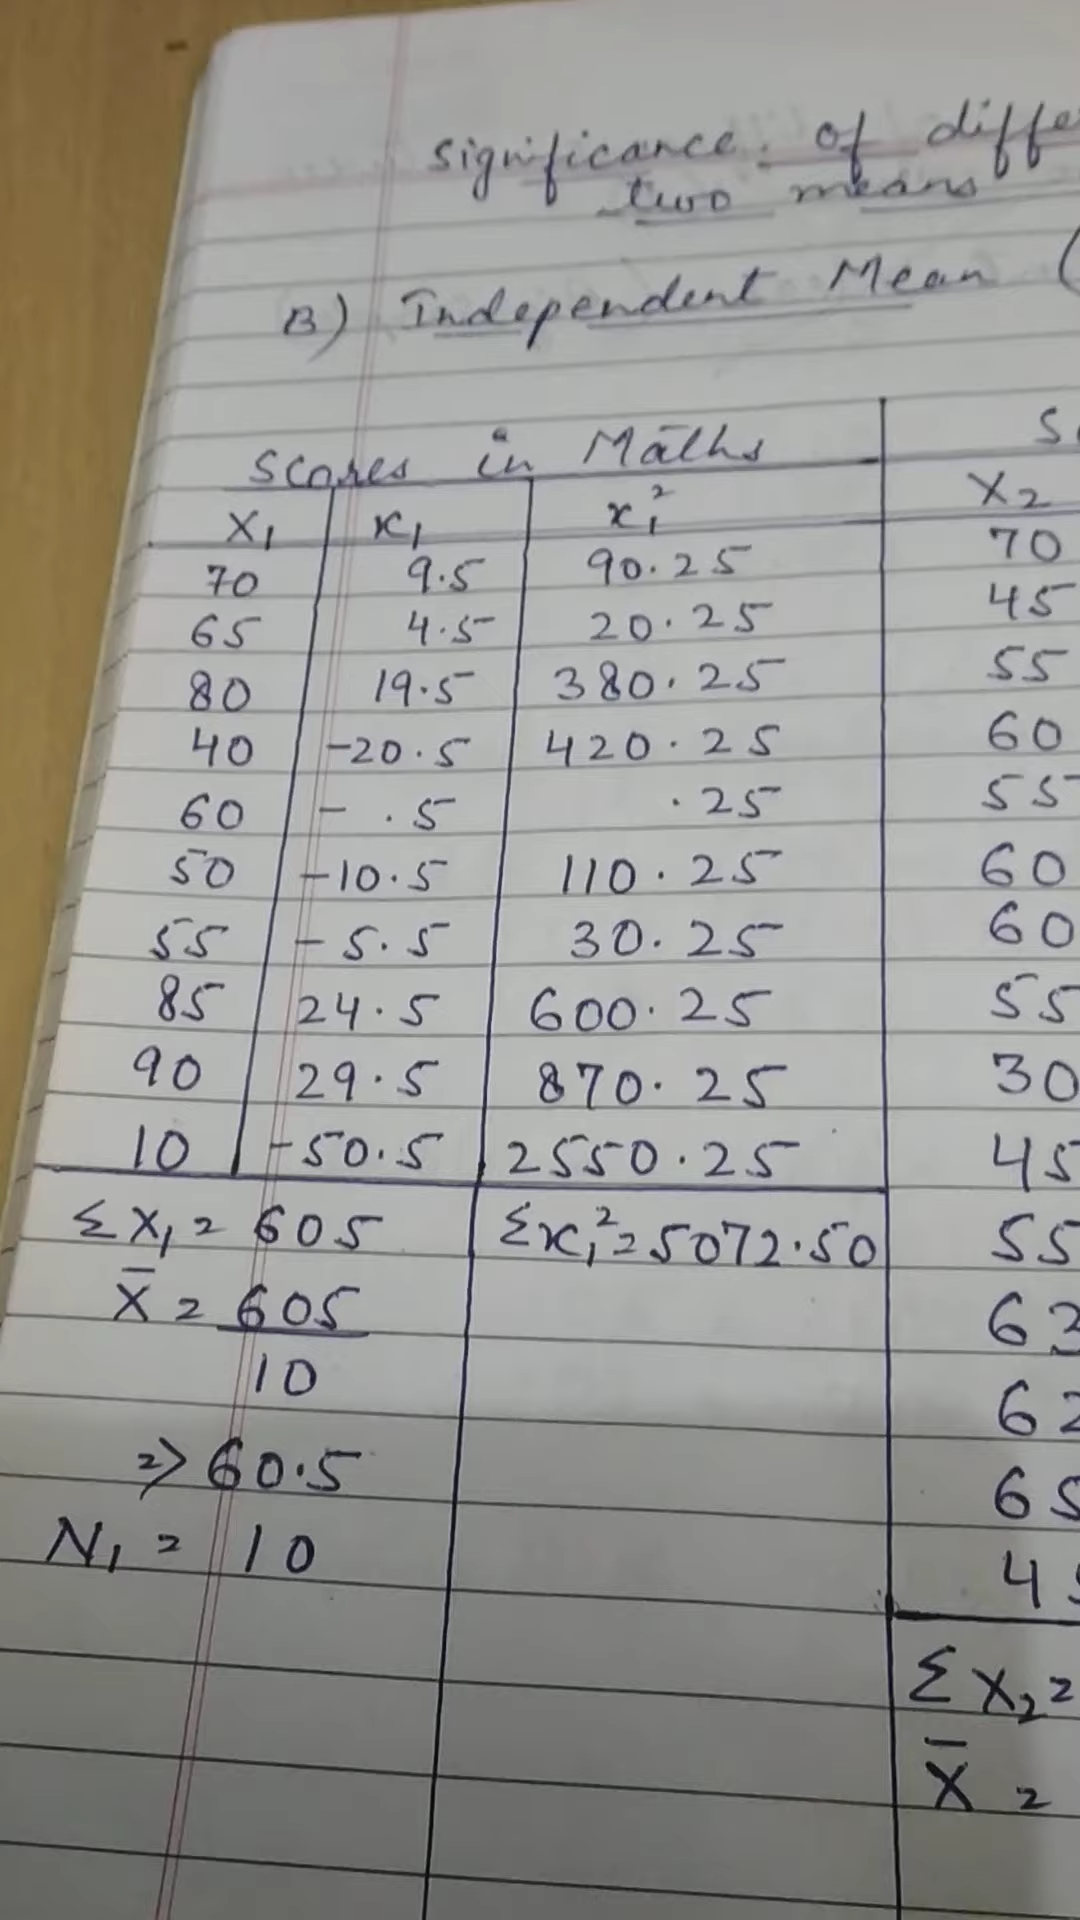 significance of
two means
B) Independent Mean (
Scores in Maths
X₁ x₁ x₁² X₂
70 9.5 90.25 70
65 4.5 20.25 45
80 19.5 380.25 55
40 -20.5 420.25 60
60 - .5 .25 55
50 -10.5 110.25 60
55 -5.5 30.25 60
85 24.5 600.25 55
90 29.5 870.25 30
10 -50.5 2550.25 45
ΣX₁ = 605 Σx₁² = 5072.50 55
X̄ = 605
10
⇒ 60.5
N₁ = 10
ΣX₂ =
X̄ =